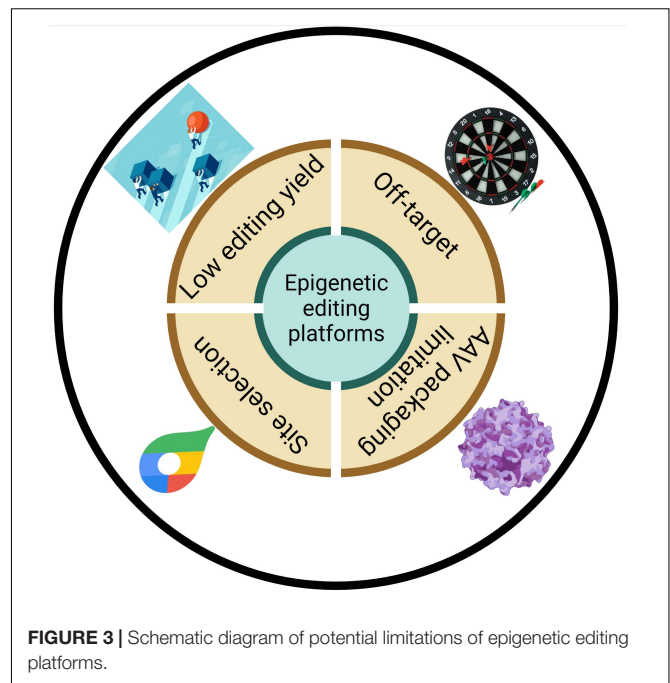 Low editing yield
Off-target
Epigenetic
editing
platforms
Site selection
AAV packaging
limitation
FIGURE 3 | Schematic diagram of potential limitations of epigenetic editing
platforms.